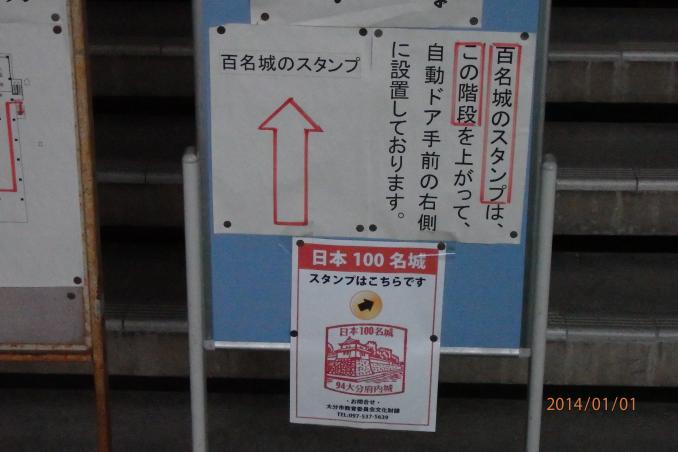 百名城のスタンプは、
この階段を上がって、
自動ドア手前の右側
に設置しております。
百名城のスタンプ
日本100名城
スタンプはこちらです
日本100名城
94大分府内城
・お問合せ・
大分市教育委員会文化財課
TEL:097-537-5639
2014/01/01